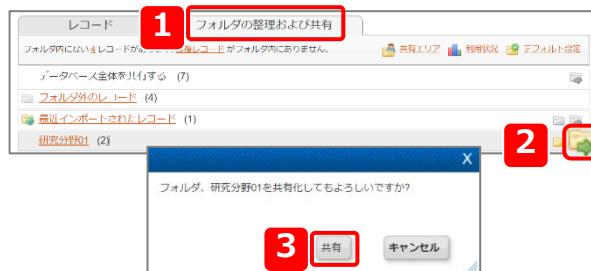 レコード
1
フォルダの整理および共有
フォルダ内にない4レコードが
レコードがフォルダ内にありません。
共有エリア
利用状況
デフォルト設定
データベース全体を共有する (7)
フォルダ外のレコード (4)
最近インポートされたレコード (1)
研究分野01 (2)
2
X
フォルダ、研究分野01を共有化してもよろしいですか?
3
共有
キャンセル